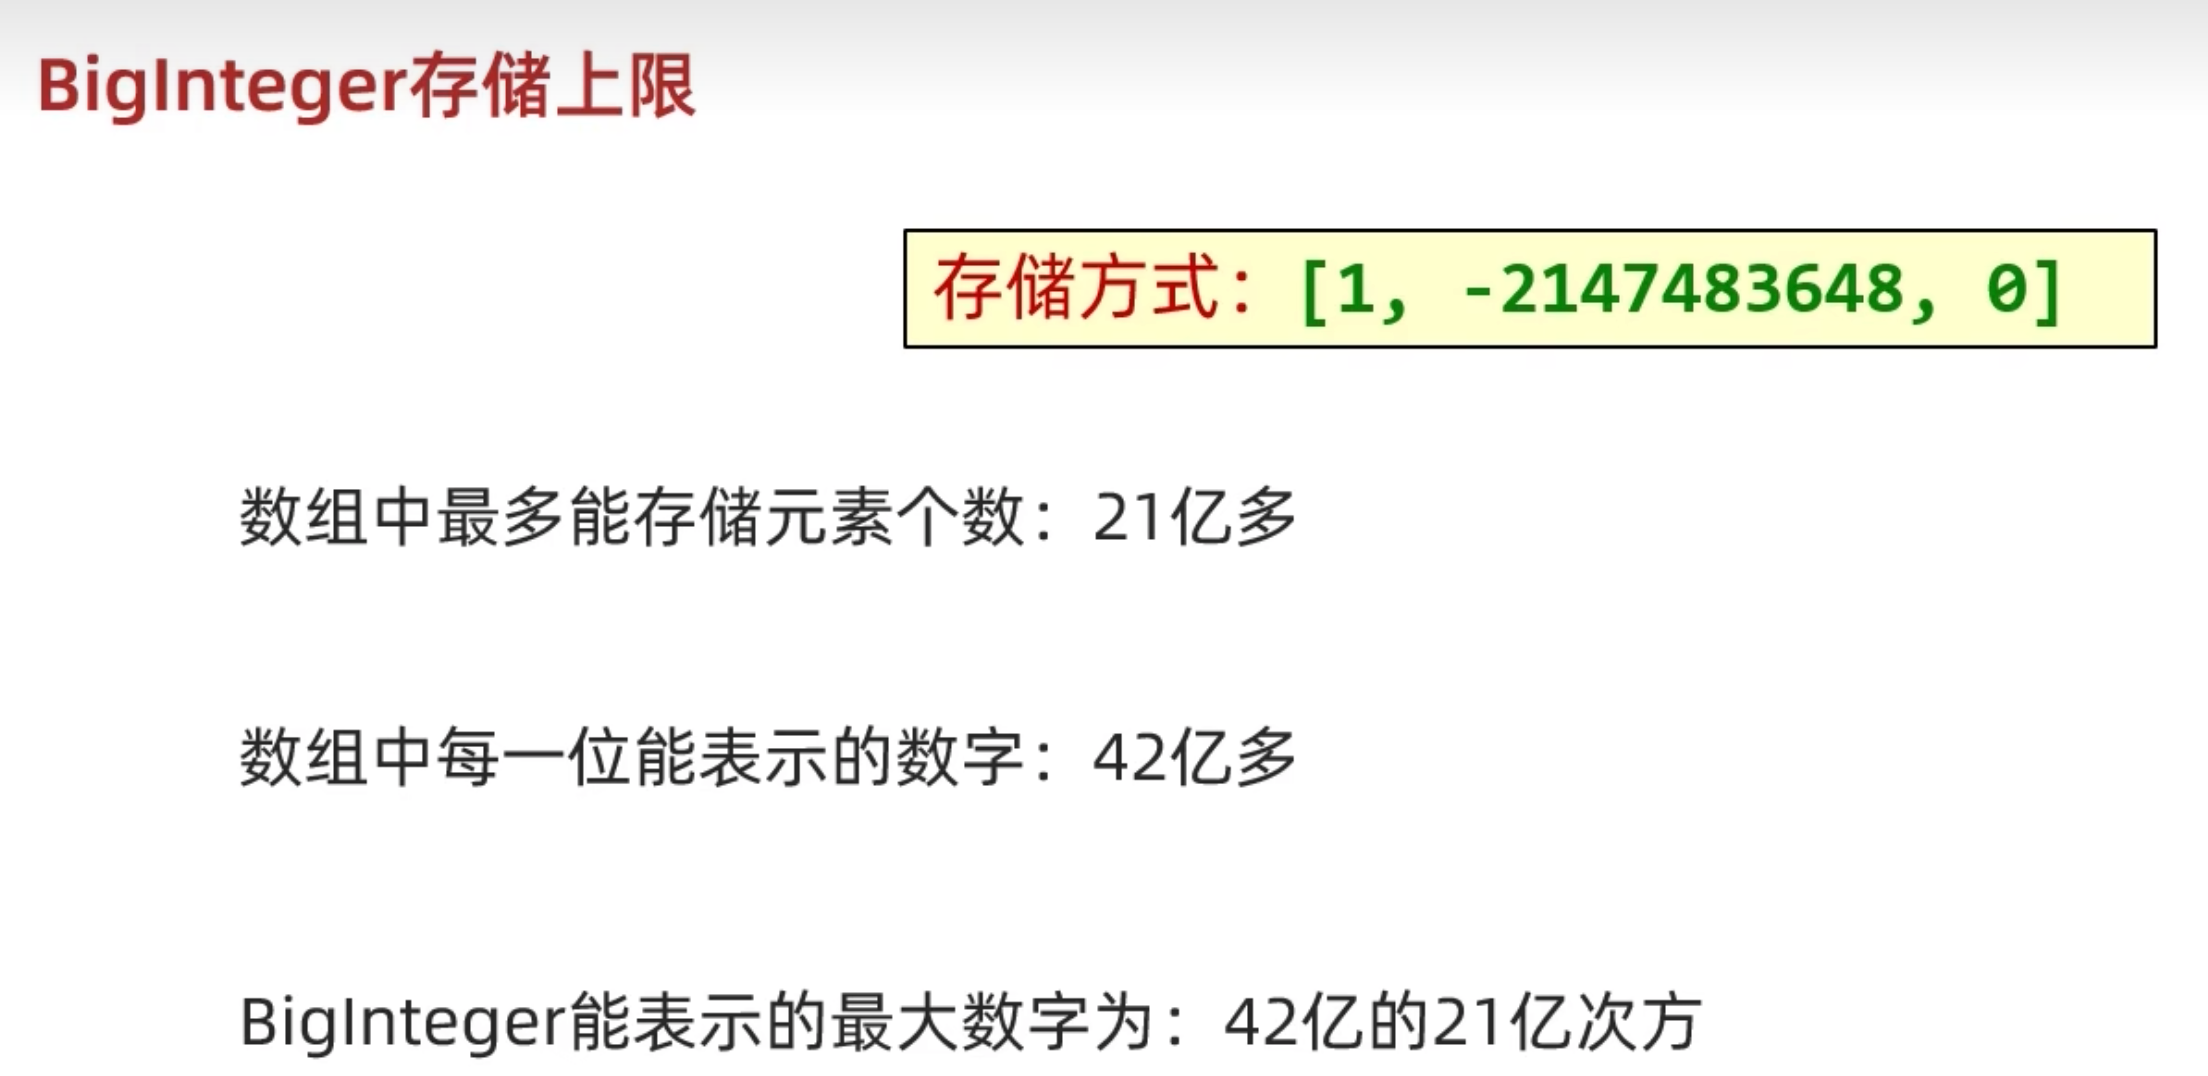 BigInteger存储上限
存储方式：[1, -2147483648, 0]
数组中最多能存储元素个数：21亿多
数组中每一位能表示的数字：42亿多
BigInteger能表示的最大数字为：42亿的21亿次方